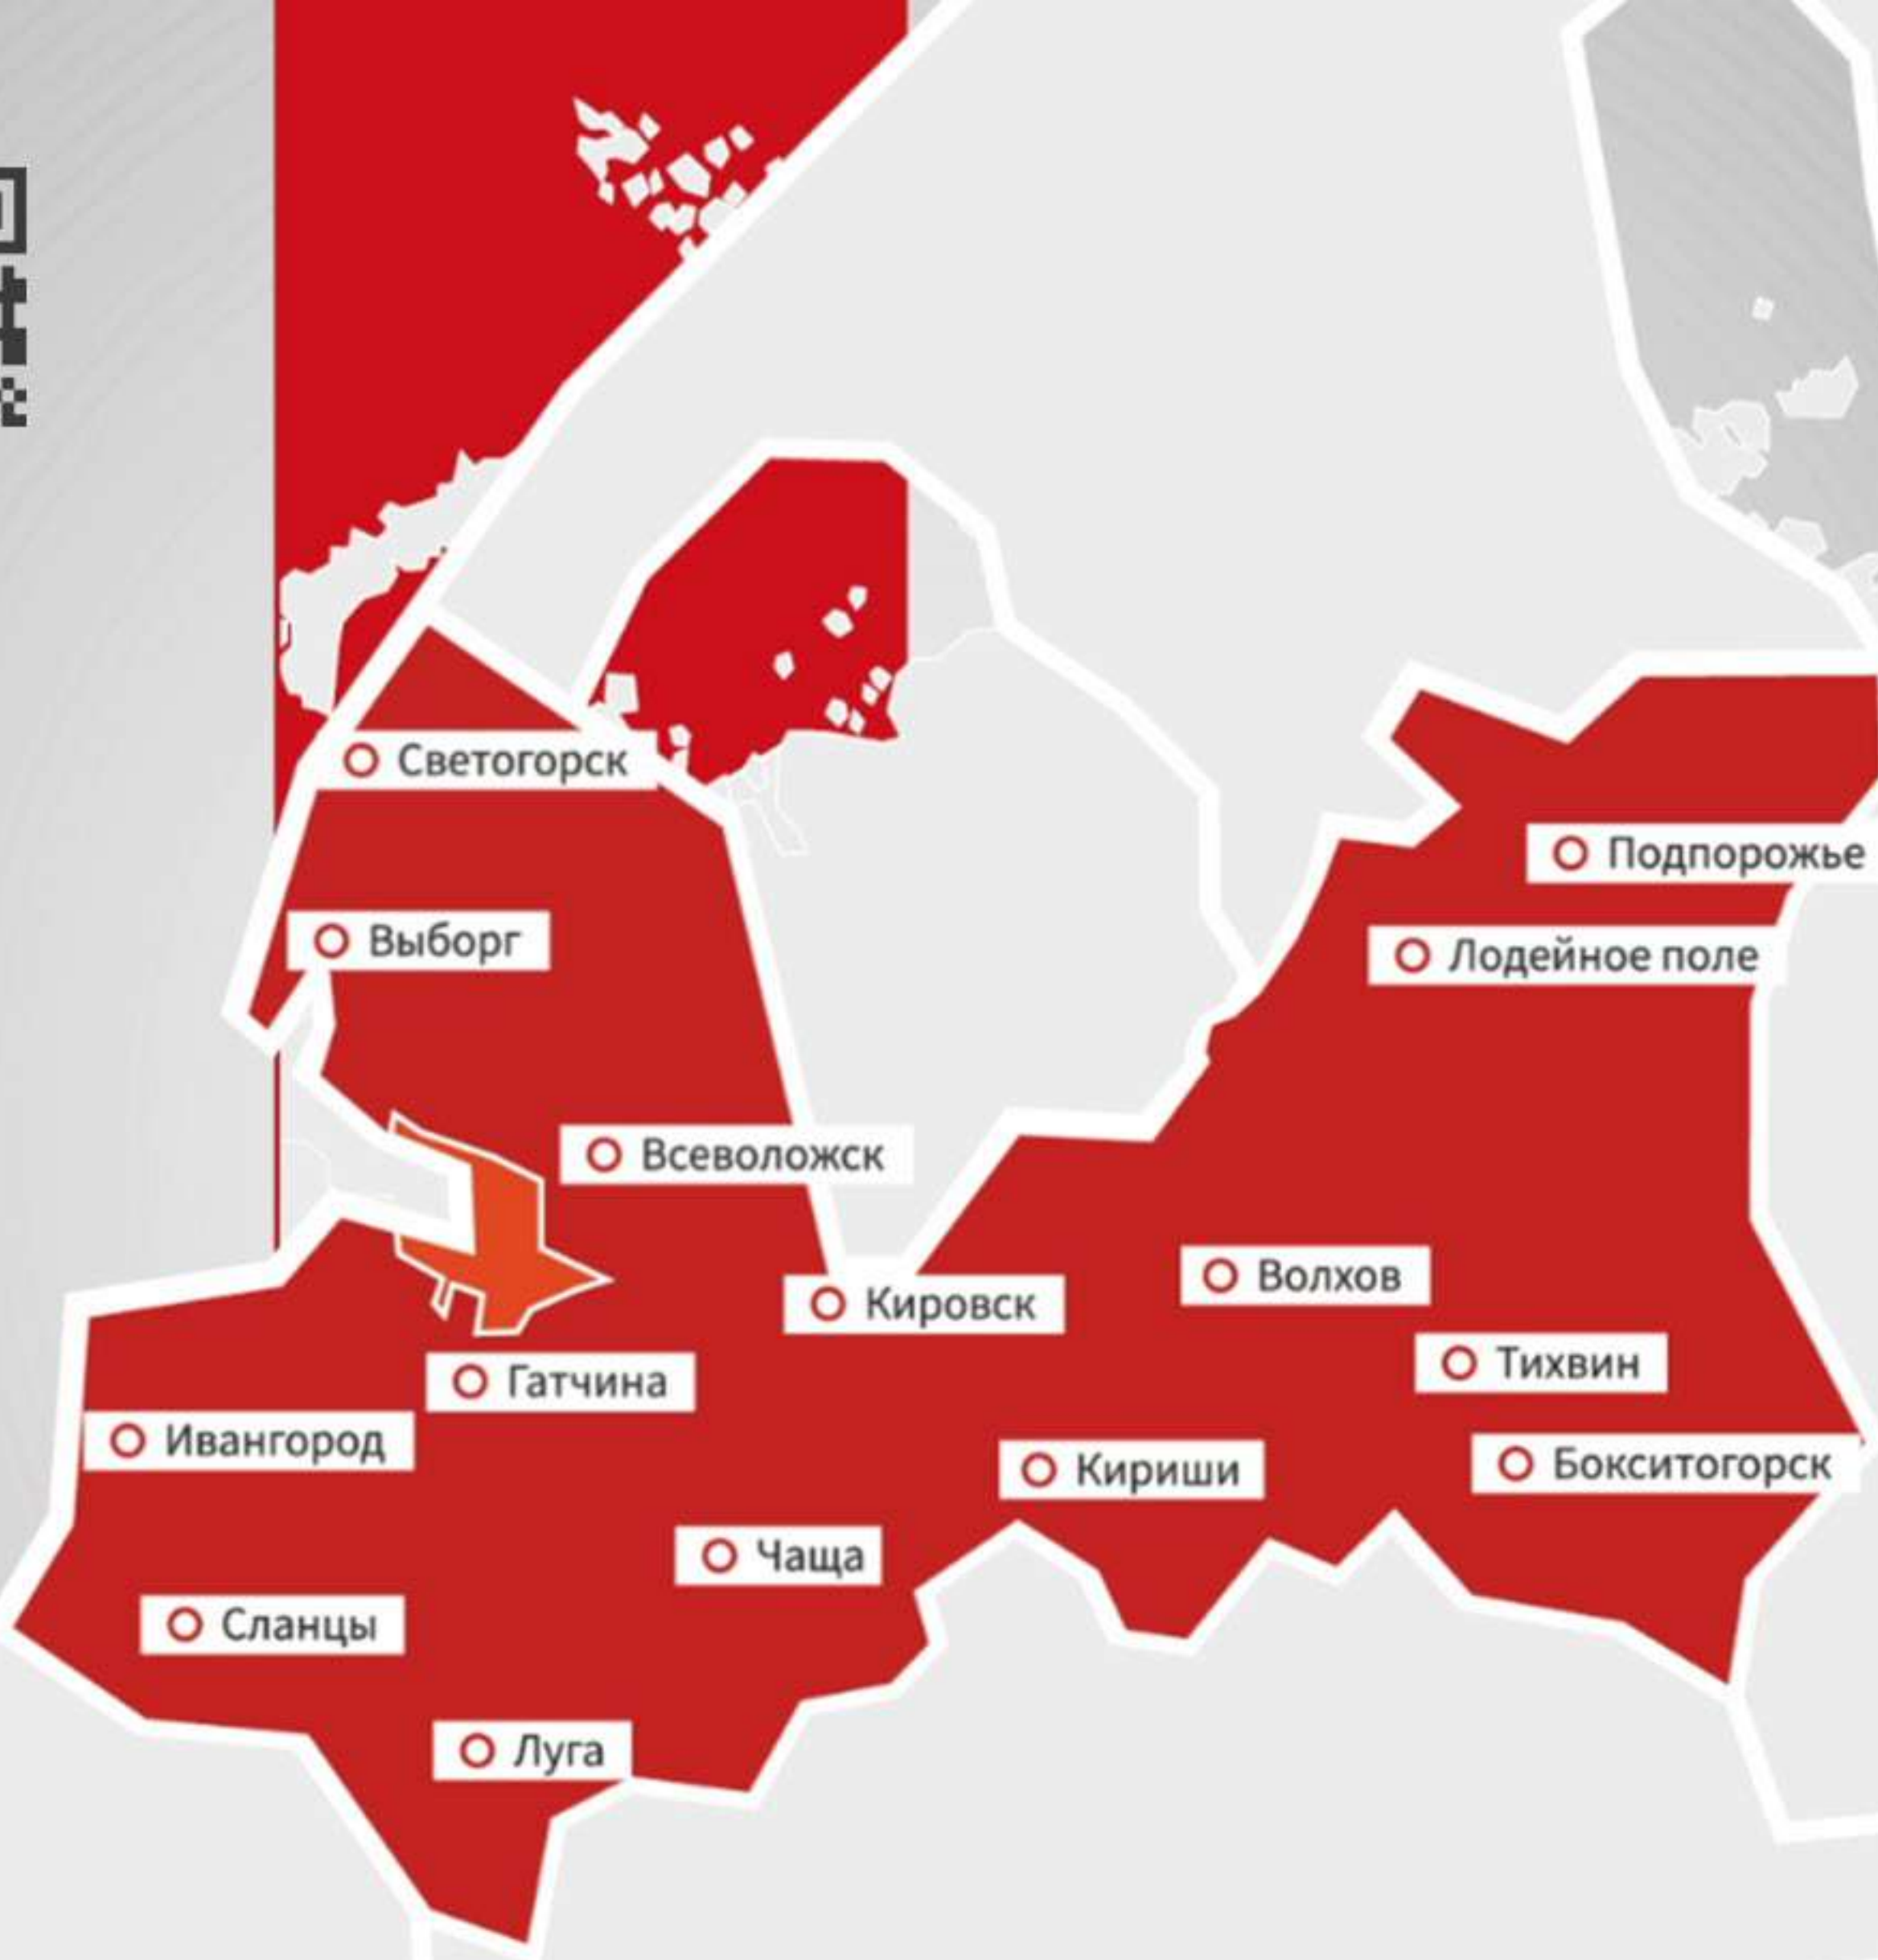 Светогорск
Подпорожье
Выборг
Лодейное поле
Всеволожск
Волхов
Кировск
Тихвин
Гатчина
Ивангород
Бокситогорск
Кириши
Чаща
Сланцы
Луга